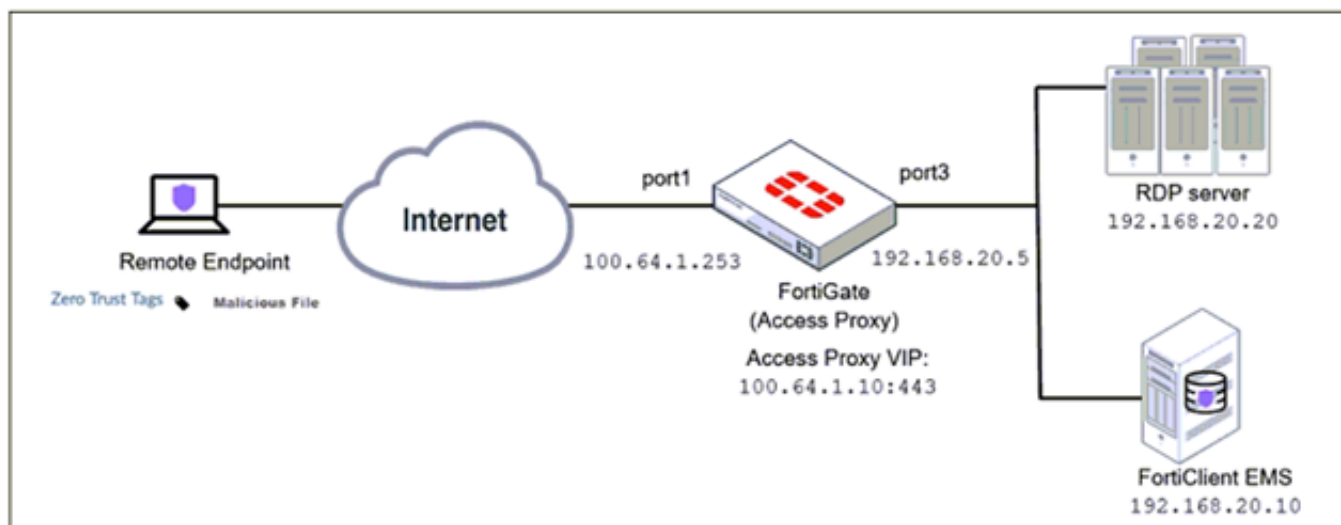 Internet
port1
port3
Remote Endpoint
Zero Trust Tags Malicious File
100.64.1.253
192.168.20.5
FortiGate
(Access Proxy)
Access Proxy VIP:
100.64.1.10:443
RDP server
192.168.20.20
FortiClient EMS
192.168.20.10